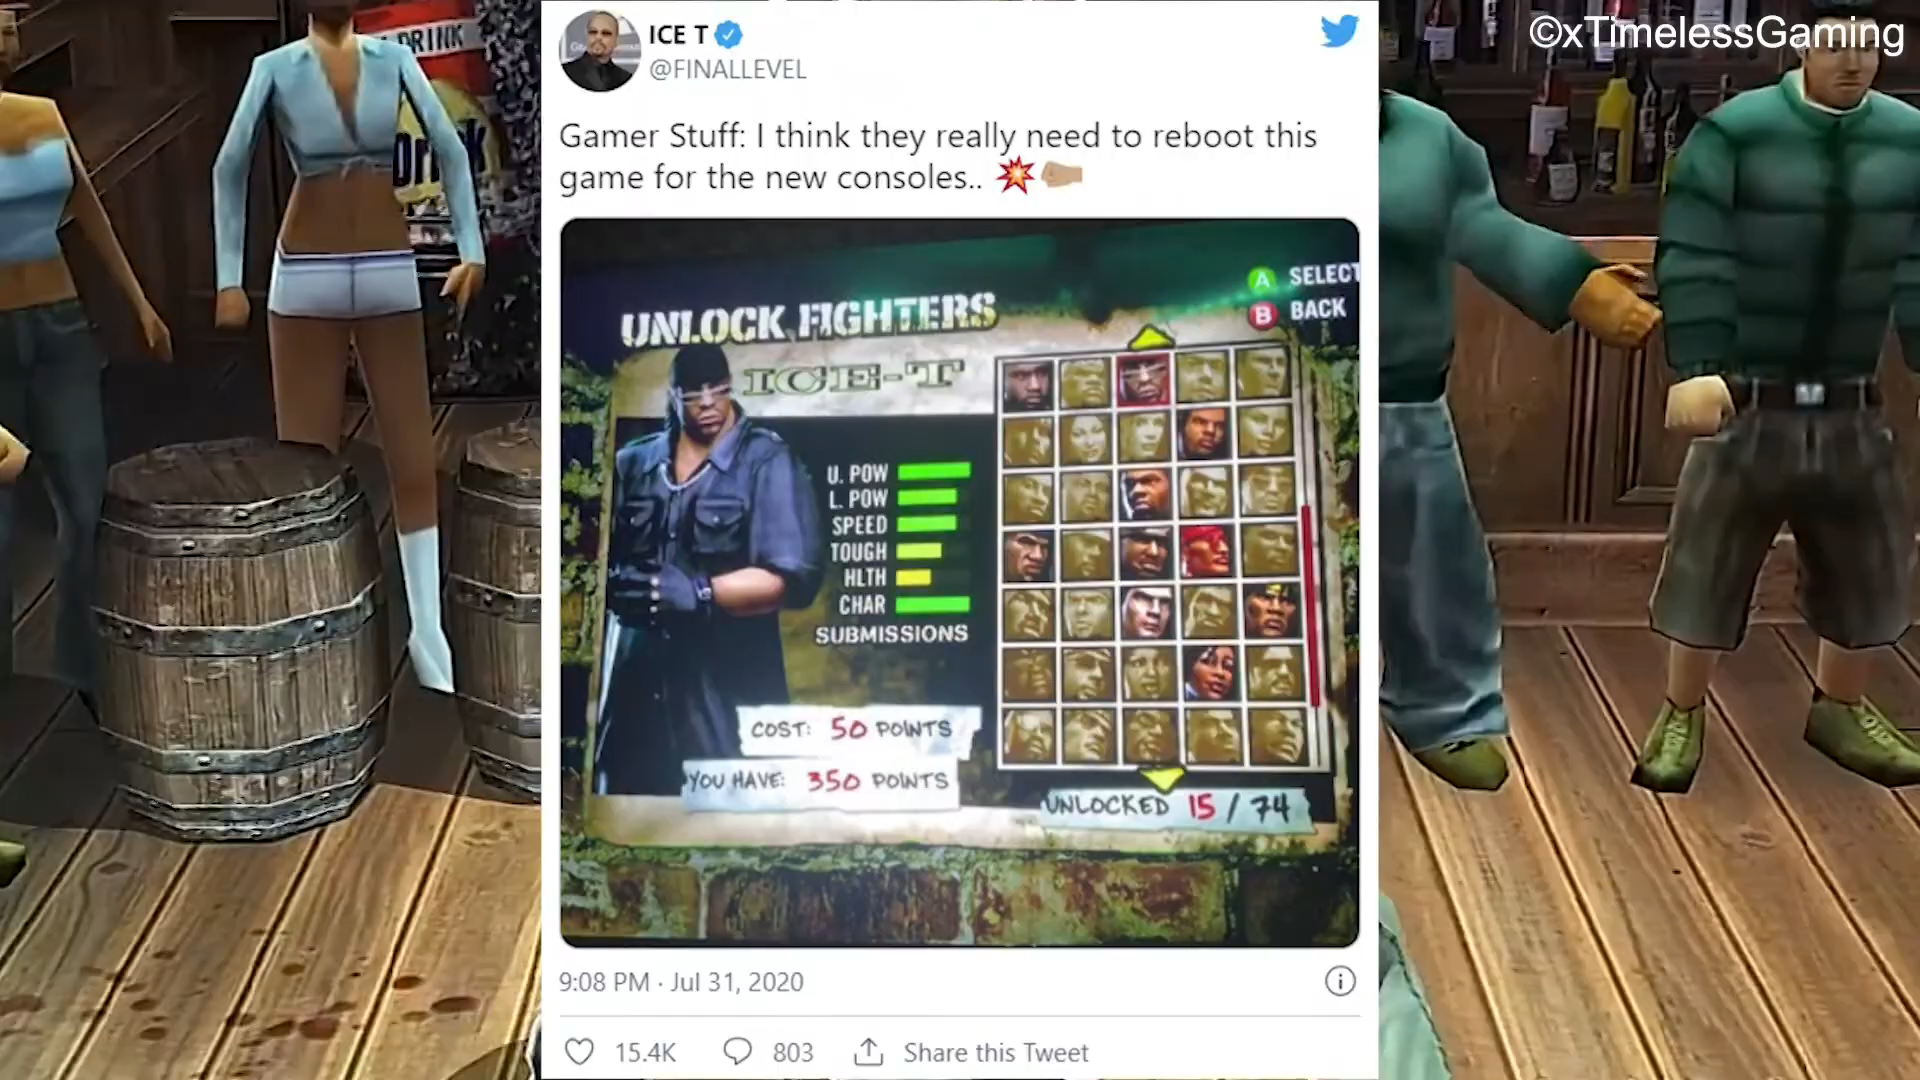 ©xTimelessGaming
DRINK
ICE T
@FINALLEVEL
Gamer Stuff: I think they really need to reboot this
game for the new consoles..
A SELECT
B BACK
UNLOCK FIGHTERS
ICE-T
U. POW
L. POW
SPEED
TOUGH
HLTH
CHAR
SUBMISSIONS
COST: 50 POINTS
YOU HAVE: 350 POINTS
UNLOCKED 15 / 74
9:08 PM · Jul 31, 2020
15.4K 803 Share this Tweet